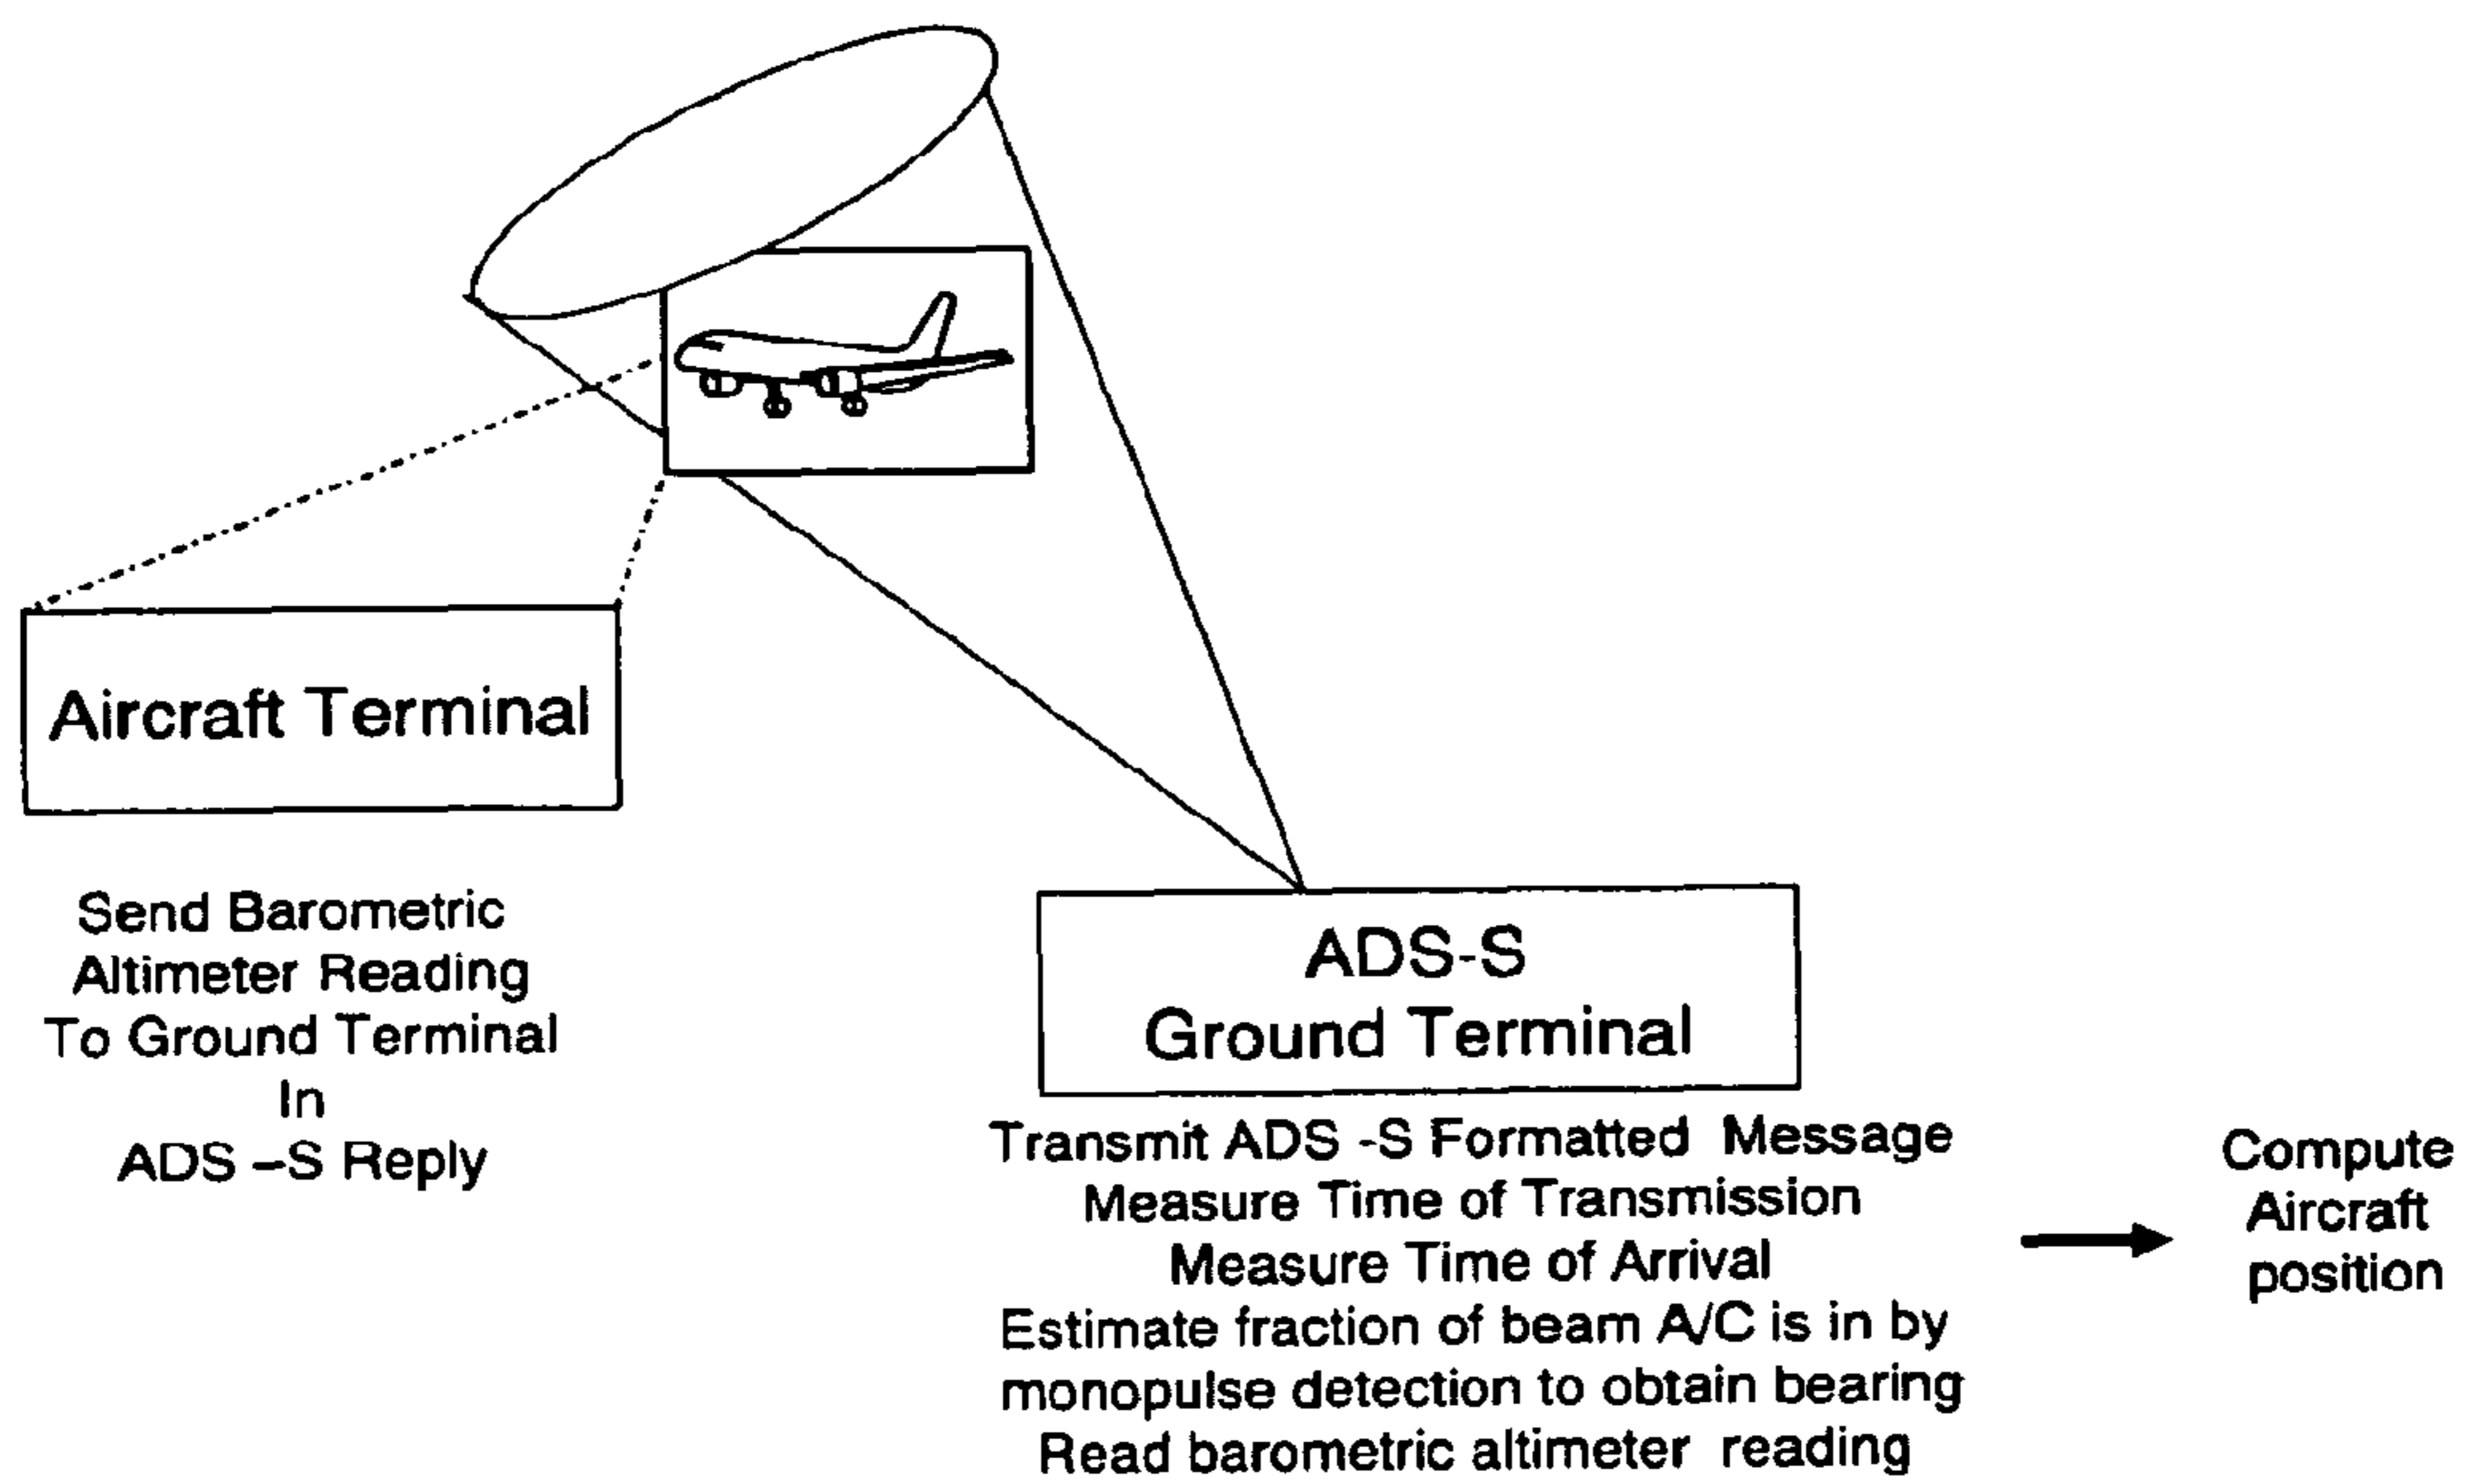 Aircraft Terminal
Send Barometric
Altimeter Reading
To Ground Terminal
In
ADS –S Reply
ADS-S
Ground Terminal
Transmit ADS -S Formatted Message
Measure Time of Transmission
Measure Time of Arrival
Estimate fraction of beam A/C is in by
monopulse detection to obtain bearing
Read barometric altimeter reading
Compute
Aircraft
position